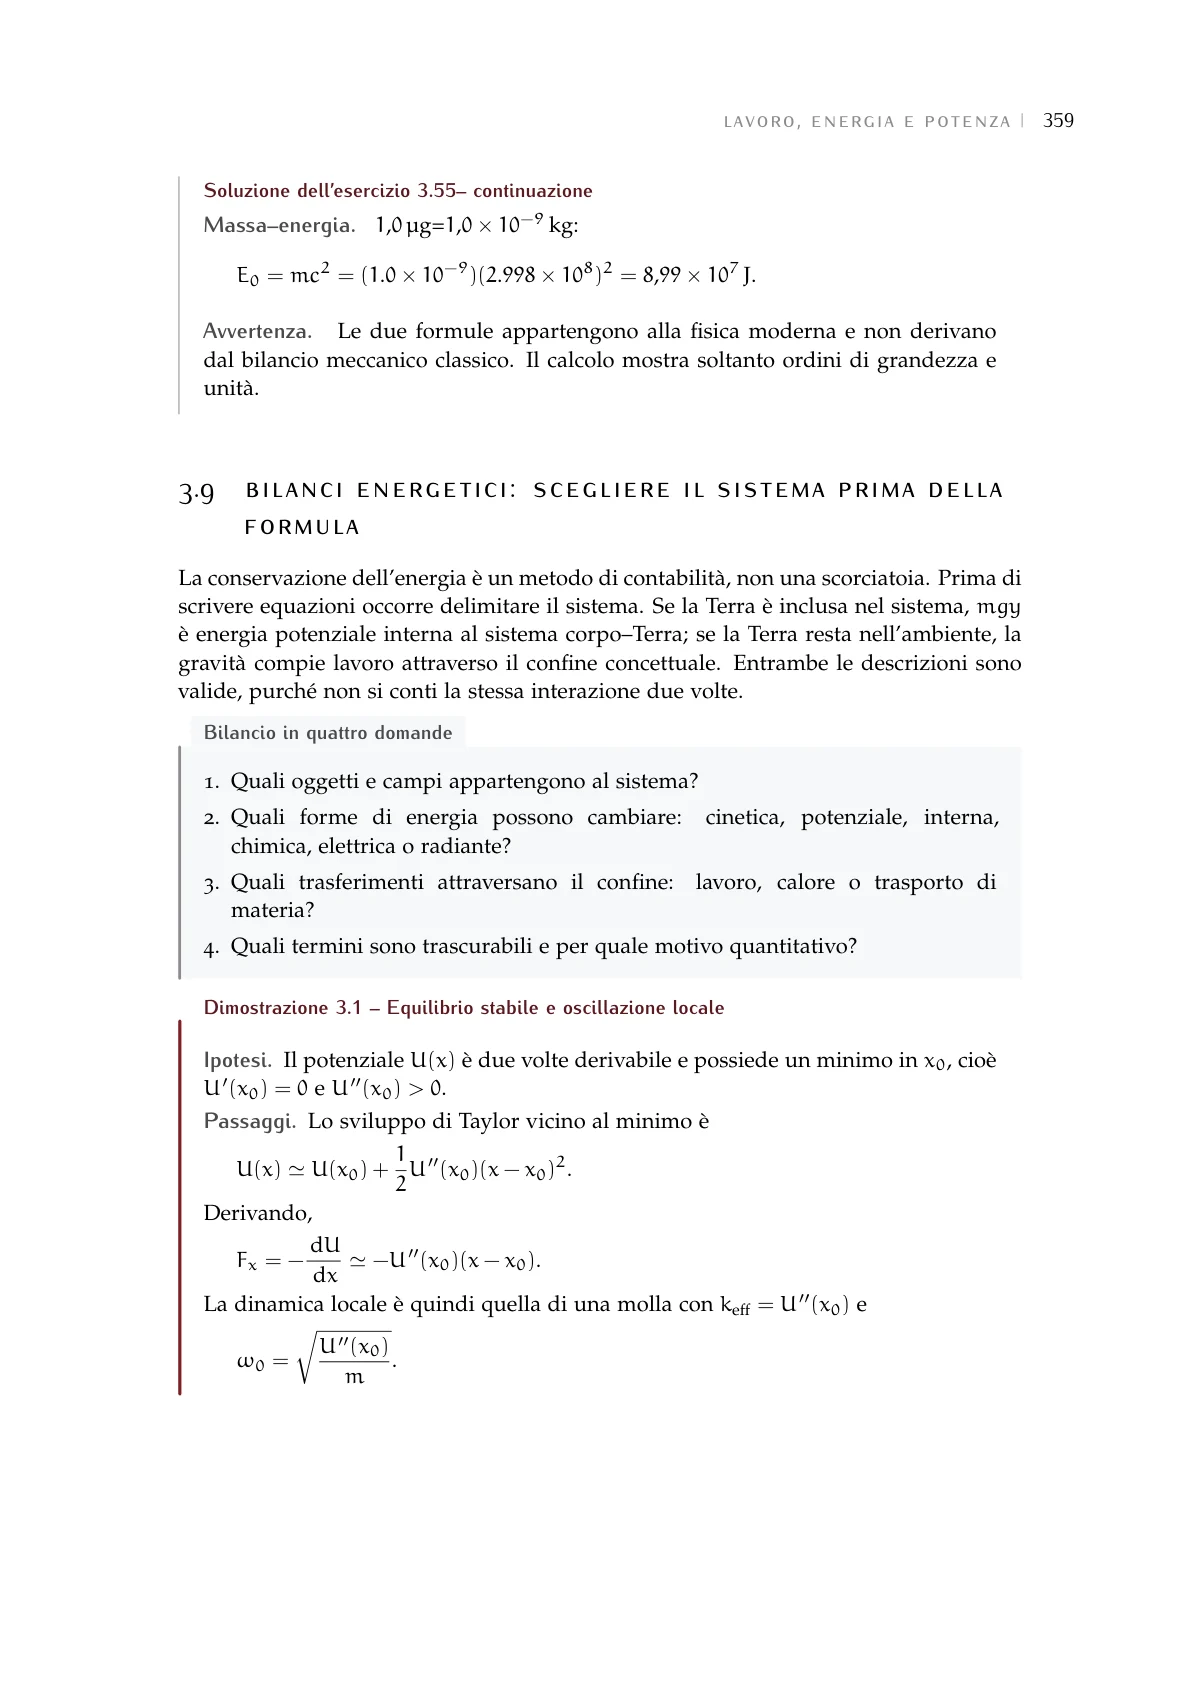 LAVORO, ENERGIA E POTENZA | 359
Soluzione dell'esercizio 3.55– continuazione
Massa–energia. 1,0 µg=1,0 × 10⁻⁹ kg:
E₀ = mc² = (1.0 × 10⁻⁹)(2.998 × 10⁸)² = 8,99 × 10⁷ J.
Avvertenza. Le due formule appartengono alla fisica moderna e non derivano
dal bilancio meccanico classico. Il calcolo mostra soltanto ordini di grandezza e
unità.
3.9 BILANCI ENERGETICI: SCEGLIERE IL SISTEMA PRIMA DELLA
FORMULA
La conservazione dell'energia è un metodo di contabilità, non una scorciatoia. Prima di
scrivere equazioni occorre delimitare il sistema. Se la Terra è inclusa nel sistema, mgy
è energia potenziale interna al sistema corpo–Terra; se la Terra resta nell'ambiente, la
gravità compie lavoro attraverso il confine concettuale. Entrambe le descrizioni sono
valide, purché non si conti la stessa interazione due volte.
Bilancio in quattro domande
1. Quali oggetti e campi appartengono al sistema?
2. Quali forme di energia possono cambiare: cinetica, potenziale, interna,
chimica, elettrica o radiante?
3. Quali trasferimenti attraversano il confine: lavoro, calore o trasporto di
materia?
4. Quali termini sono trascurabili e per quale motivo quantitativo?
Dimostrazione 3.1 – Equilibrio stabile e oscillazione locale
Ipotesi. Il potenziale U(x) è due volte derivabile e possiede un minimo in x₀, cioè
U′(x₀) = 0 e U″(x₀) > 0.
Passaggi. Lo sviluppo di Taylor vicino al minimo è
U(x) ≃ U(x₀) + 1/2 U″(x₀)(x − x₀)².
Derivando,
Fₓ = − dU/dx ≃ −U″(x₀)(x − x₀).
La dinamica locale è quindi quella di una molla con k_eff = U″(x₀) e
ω₀ = √(U″(x₀)/m).